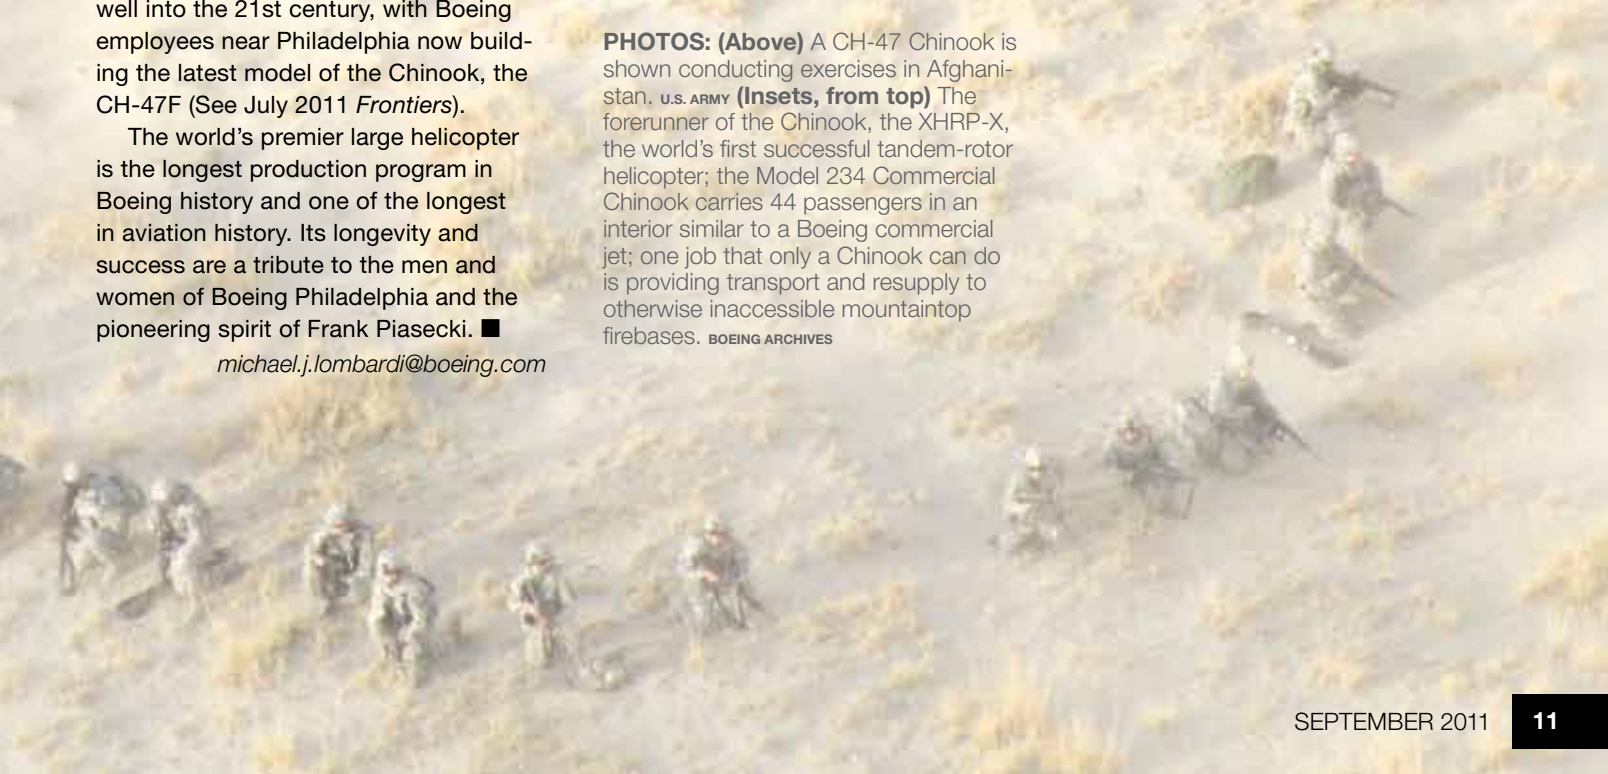 well into the 21st century, with Boeing
employees near Philadelphia now build-
ing the latest model of the Chinook, the
CH-47F (See July 2011 Frontiers).
The world’s premier large helicopter
is the longest production program in
Boeing history and one of the longest
in aviation history. Its longevity and
success are a tribute to the men and
women of Boeing Philadelphia and the
pioneering spirit of Frank Piasecki. ■
michael.j.lombardi@boeing.com
PHOTOS: (Above) A CH-47 Chinook is
shown conducting exercises in Afghani-
stan. U.S. ARMY (Insets, from top) The
forerunner of the Chinook, the XHRP-X,
the world’s first successful tandem-rotor
helicopter; the Model 234 Commercial
Chinook carries 44 passengers in an
interior similar to a Boeing commercial
jet; one job that only a Chinook can do
is providing transport and resupply to
otherwise inaccessible mountaintop
firebases. BOEING ARCHIVES
SEPTEMBER 2011 11